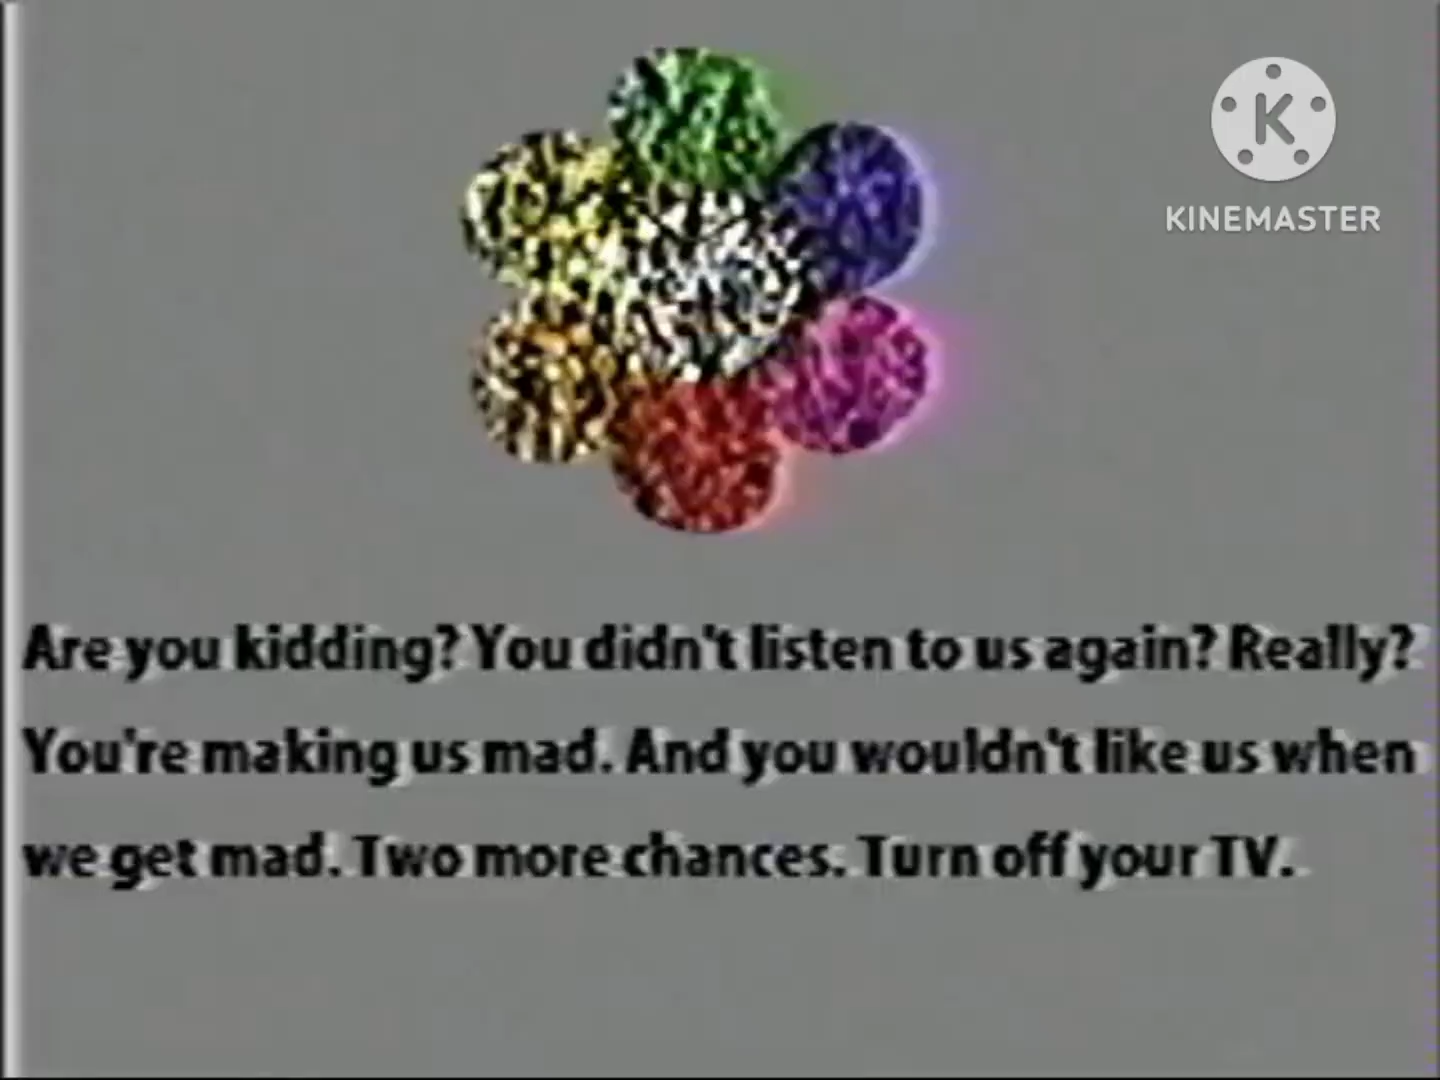 K
KINEMASTER
Are you kidding? You didn't listen to us again? Really?
You're making us mad. And you wouldn't like us when
we get mad. Two more chances. Turn off your TV.